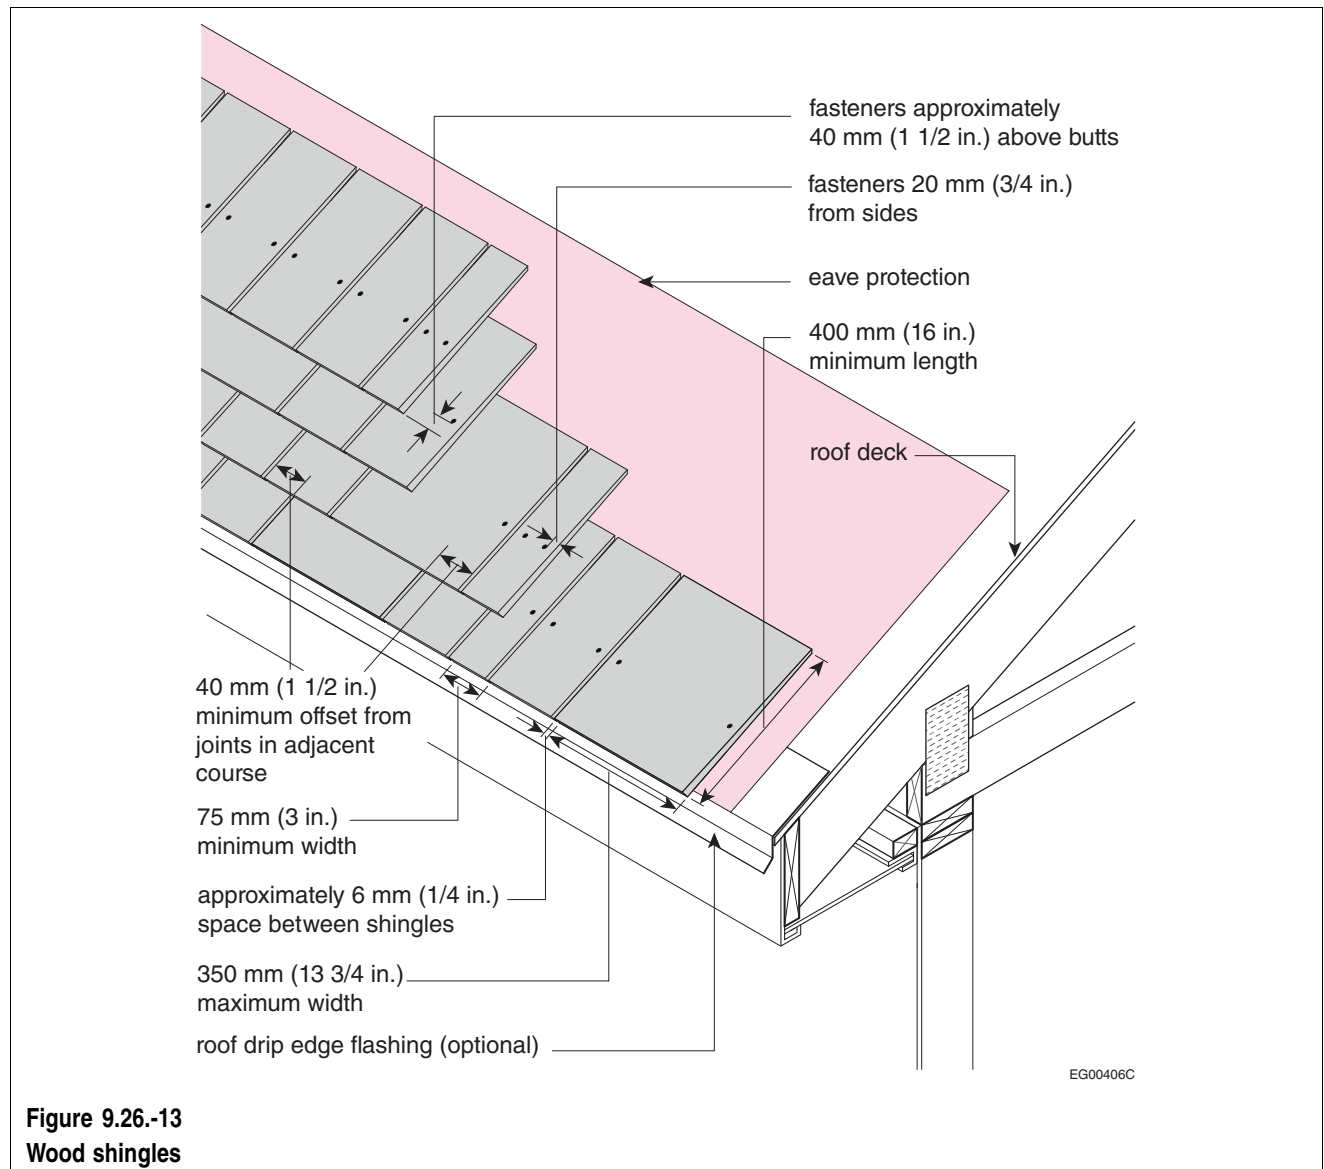 fasteners approximately
40 mm (1 1/2 in.) above butts
fasteners 20 mm (3/4 in.)
from sides
eave protection
400 mm (16 in.)
minimum length
roof deck
40 mm (1 1/2 in.)
minimum offset from
joints in adjacent
course
75 mm (3 in.)
minimum width
approximately 6 mm (1/4 in.)
space between shingles
350 mm (13 3/4 in.)
maximum width
roof drip edge flashing (optional)
EG00406C
Figure 9.26.-13
Wood shingles